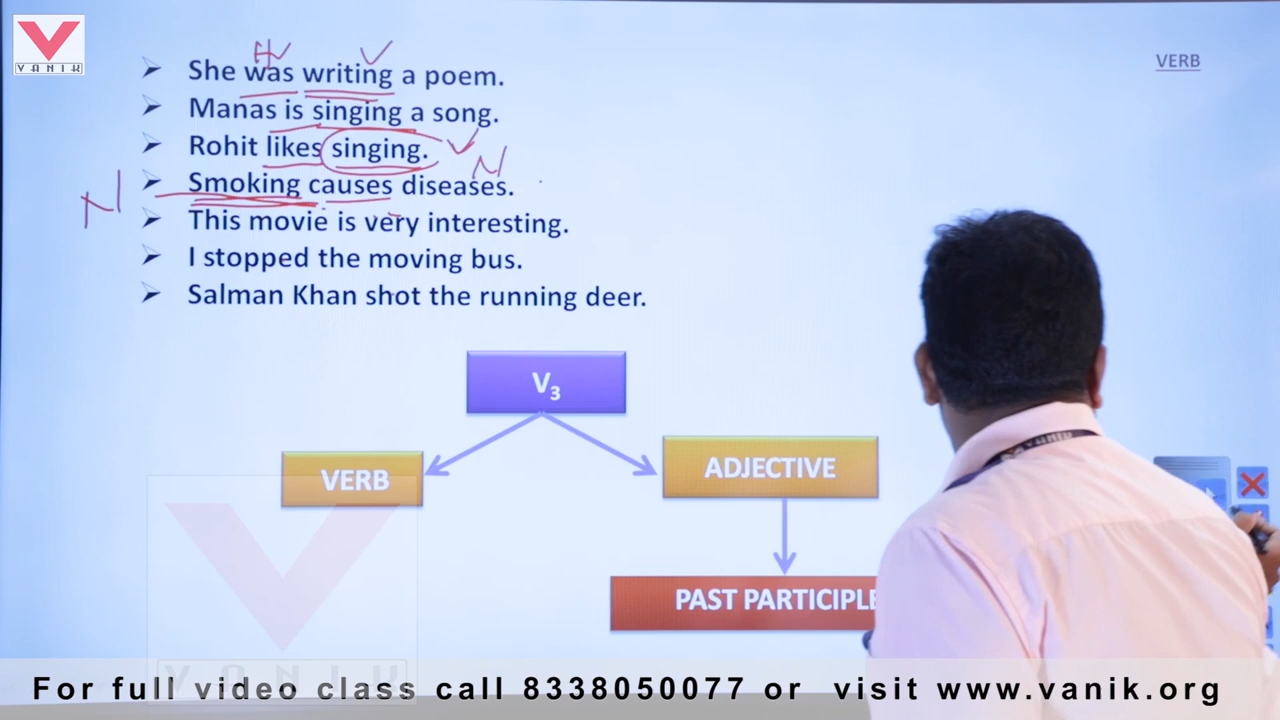 VANIK
HV V
VERB
➢ She was writing a poem.
➢ Manas is singing a song.
➢ Rohit likes singing. V
N
N ➢ Smoking causes diseases.
➢ This movie is very interesting.
➢ I stopped the moving bus.
➢ Salman Khan shot the running deer.
V₃
VERB
ADJECTIVE
PAST PARTICIPLE
VANIK
For full video class call 8338050077 or visit www.vanik.org